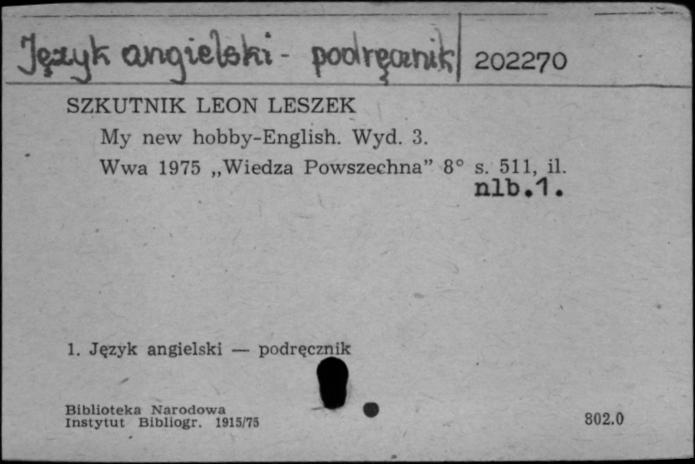 Język angielski - podręcznik 202270
SZKUTNIK LEON LESZEK
My new hobby-English. Wyd. 3.
Wwa 1975 „Wiedza Powszechna” 8° s. 511, il.
nlb.1.
1. Język angielski — podręcznik
Biblioteka Narodowa
Instytut Bibliogr. 1915/75 802.0